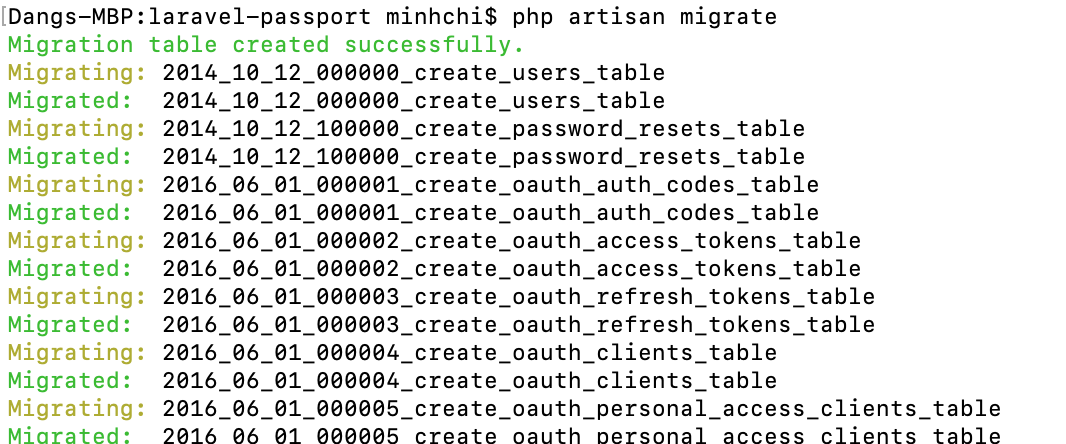 [Dangs-MBP:laravel-passport minhchi$ php artisan migrate
Migration table created successfully.
Migrating: 2014_10_12_000000_create_users_table
Migrated:  2014_10_12_000000_create_users_table
Migrating: 2014_10_12_100000_create_password_resets_table
Migrated:  2014_10_12_100000_create_password_resets_table
Migrating: 2016_06_01_000001_create_oauth_auth_codes_table
Migrated:  2016_06_01_000001_create_oauth_auth_codes_table
Migrating: 2016_06_01_000002_create_oauth_access_tokens_table
Migrated:  2016_06_01_000002_create_oauth_access_tokens_table
Migrating: 2016_06_01_000003_create_oauth_refresh_tokens_table
Migrated:  2016_06_01_000003_create_oauth_refresh_tokens_table
Migrating: 2016_06_01_000004_create_oauth_clients_table
Migrated:  2016_06_01_000004_create_oauth_clients_table
Migrating: 2016_06_01_000005_create_oauth_personal_access_clients_table
Migrated:  2016_06_01_000005_create_oauth_personal_access_clients_table